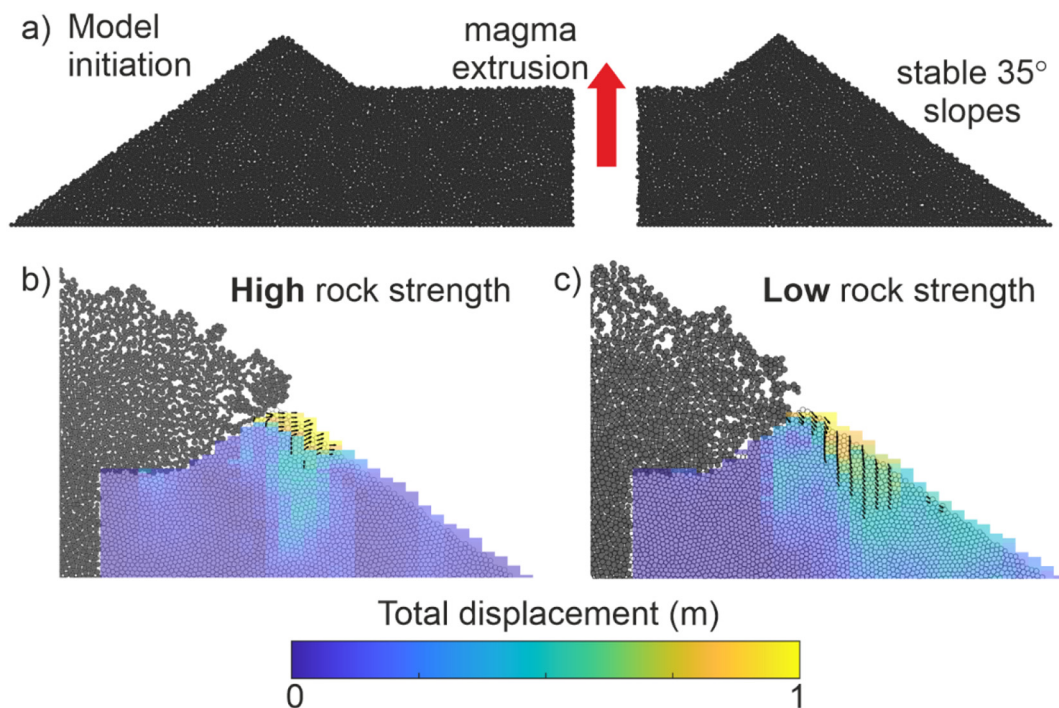 a) Model
initiation
magma
extrusion
stable 35°
slopes
b) High rock strength
c) Low rock strength
Total displacement (m)
0 1